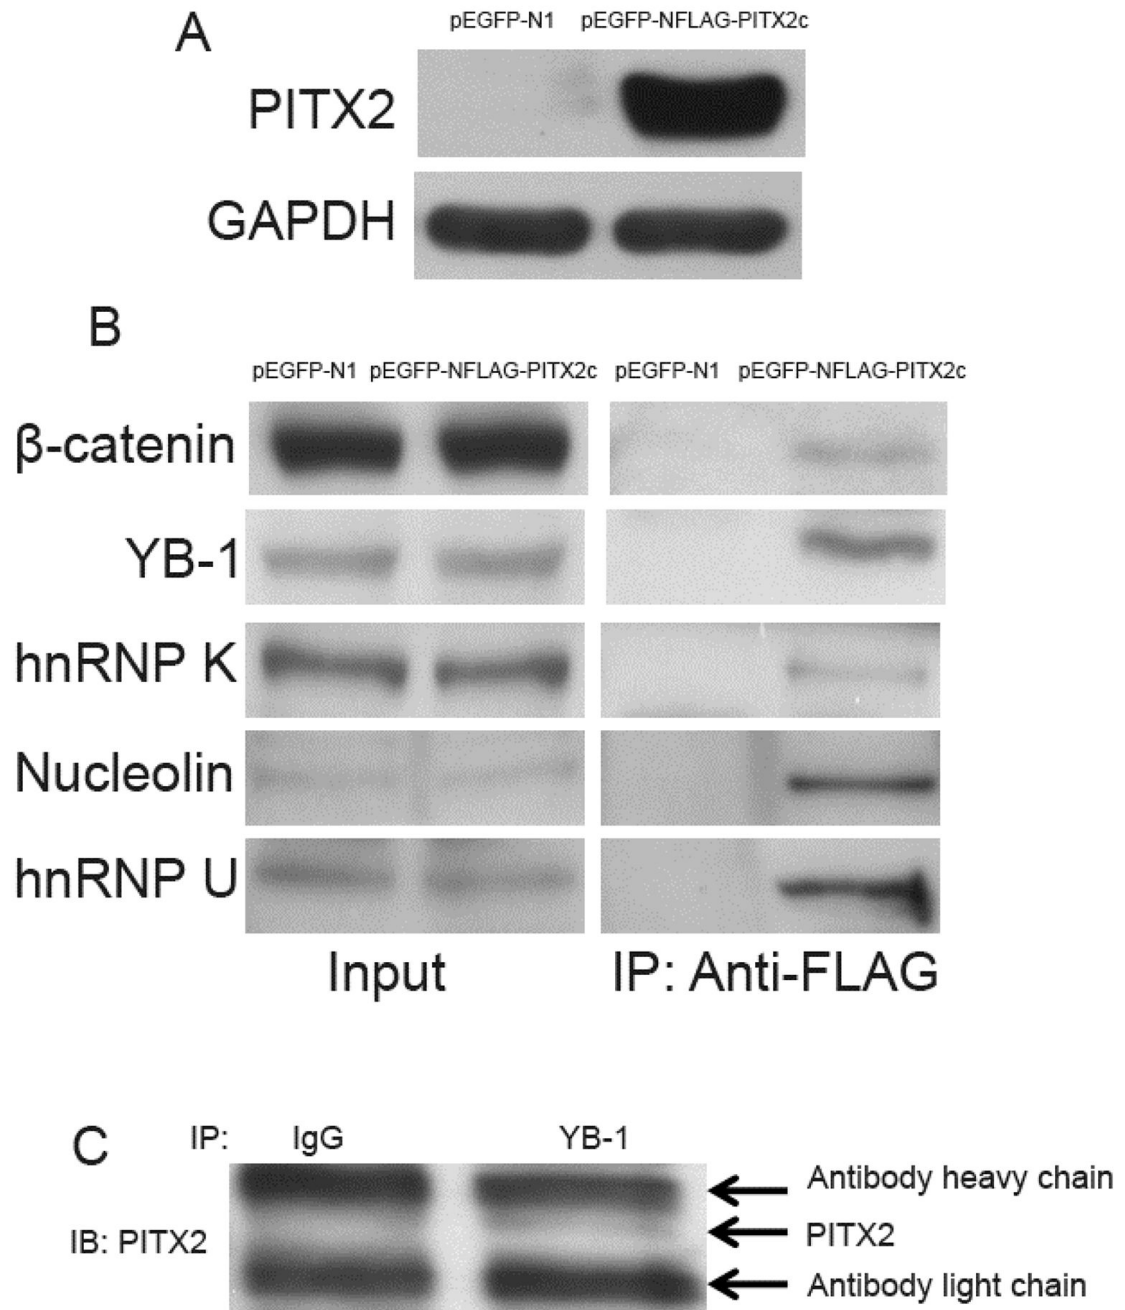 A
pEGFP-N1 pEGFP-NFLAG-PITX2c
PITX2
GAPDH
B
pEGFP-N1 pEGFP-NFLAG-PITX2c pEGFP-N1 pEGFP-NFLAG-PITX2c
β-catenin
YB-1
hnRNP K
Nucleolin
hnRNP U
Input IP: Anti-FLAG
C
IP: IgG YB-1
Antibody heavy chain
IB: PITX2
PITX2
Antibody light chain